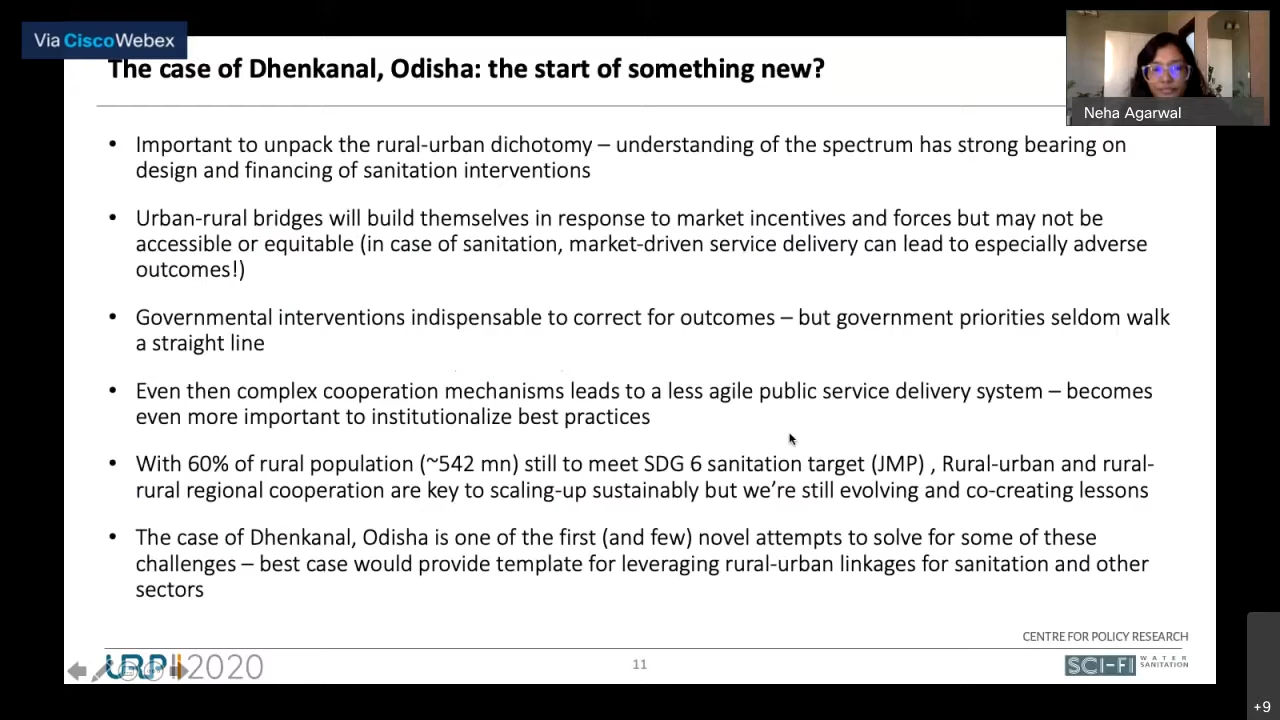 Via Cisco Webex
The case of Dhenkanal, Odisha: the start of something new?
Neha Agarwal
• Important to unpack the rural-urban dichotomy – understanding of the spectrum has strong bearing on
design and financing of sanitation interventions
• Urban-rural bridges will build themselves in response to market incentives and forces but may not be
accessible or equitable (in case of sanitation, market-driven service delivery can lead to especially adverse
outcomes!)
• Governmental interventions indispensable to correct for outcomes – but government priorities seldom walk
a straight line
• Even then complex cooperation mechanisms leads to a less agile public service delivery system – becomes
even more important to institutionalize best practices
• With 60% of rural population (~542 mn) still to meet SDG 6 sanitation target (JMP) , Rural-urban and rural-
rural regional cooperation are key to scaling-up sustainably but we’re still evolving and co-creating lessons
• The case of Dhenkanal, Odisha is one of the first (and few) novel attempts to solve for some of these
challenges – best case would provide template for leveraging rural-urban linkages for sanitation and other
sectors
CENTRE FOR POLICY RESEARCH
2020
11
SCI-FI
WATER
SANITATION
+9